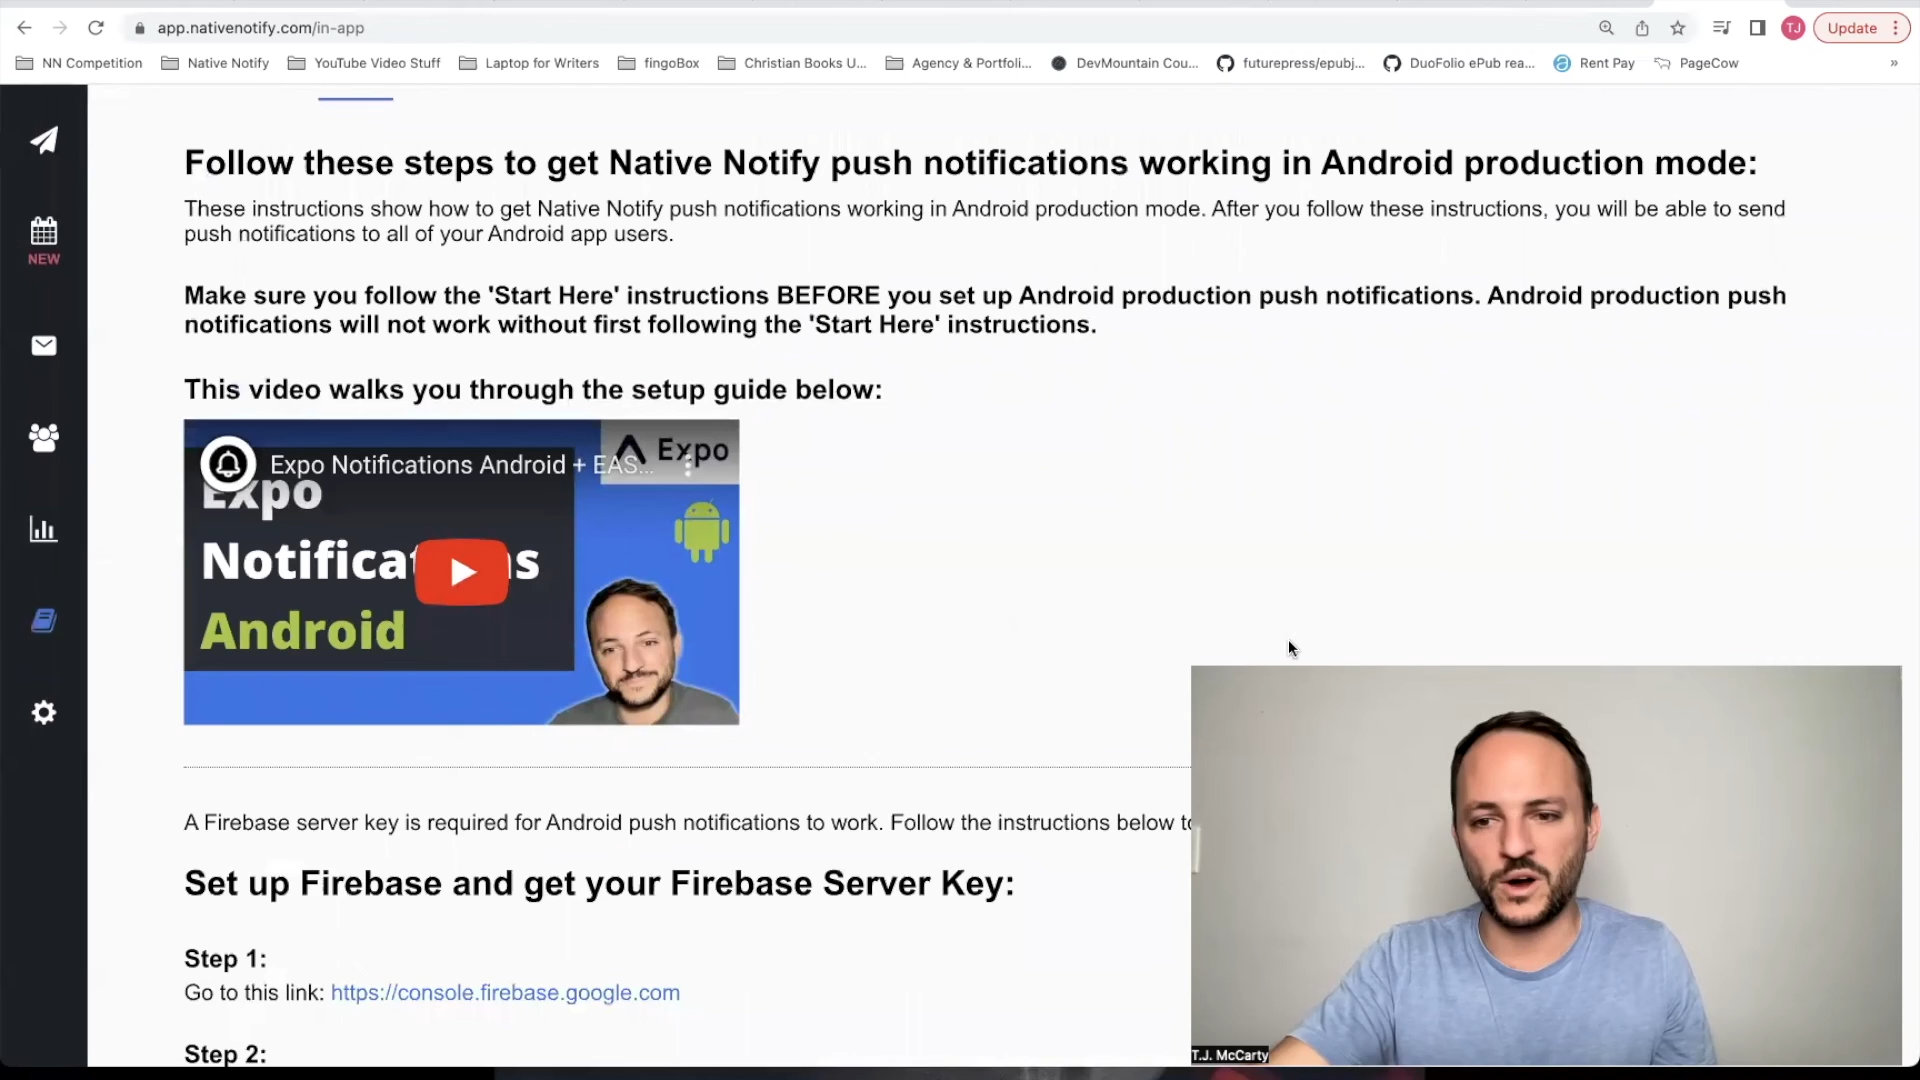 app.nativenotify.com/in-app
TJ
Update
NN Competition
Native Notify
YouTube Video Stuff
Laptop for Writers
fingoBox
Christian Books U...
Agency & Portfoli...
DevMountain Cou...
futurepress/epubj...
DuoFolio ePub rea...
Rent Pay
PageCow
»
NEW
Follow these steps to get Native Notify push notifications working in Android production mode:
These instructions show how to get Native Notify push notifications working in Android production mode. After you follow these instructions, you will be able to send
push notifications to all of your Android app users.
Make sure you follow the 'Start Here' instructions BEFORE you set up Android production push notifications. Android production push
notifications will not work without first following the 'Start Here' instructions.
This video walks you through the setup guide below:
Expo
Expo Notifications Android + EAS...
Expo
Android
A Firebase server key is required for Android push notifications to work. Follow the instructions below
Set up Firebase and get your Firebase Server Key:
Step 1:
Go to this link: https://console.firebase.google.com
Step 2:
T.J. McCarty